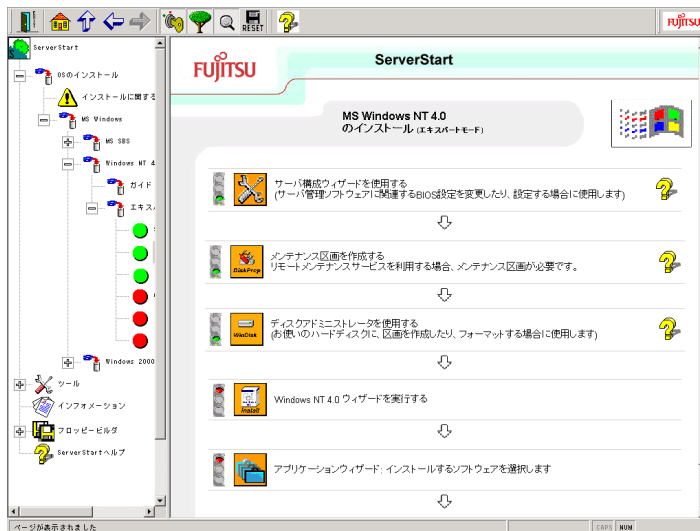 RESET
FUJITSU
ServerStart
OSのインストール
インストールに関する
MS Windows
MS SBS
Windows NT 4
ガイド
エキス
Windows 2000
ツール
インフォメーション
フロッピービルダ
ServerStartヘルプ
FUJITSU
ServerStart
MS Windows NT 4.0
のインストール (エキスパートモード)
サーバ構成ウィザードを使用する
(サーバ管理ソフトウェアに関連するBIOS設定を変更したり、設定する場合に使用します)
DiskPrep
メンテナンス区画を作成する
リモートメンテナンスサービスを利用する場合、メンテナンス区画が必要です。
WinDisk
ディスクアドミニストレータを使用する
(お使いのハードディスクに、区画を作成したり、フォーマットする場合に使用します)
Install
Windows NT 4.0 ウィザードを実行する
アプリケーションウィザード: インストールするソフトウェアを選択します
ページが表示されました
CAPS NUM